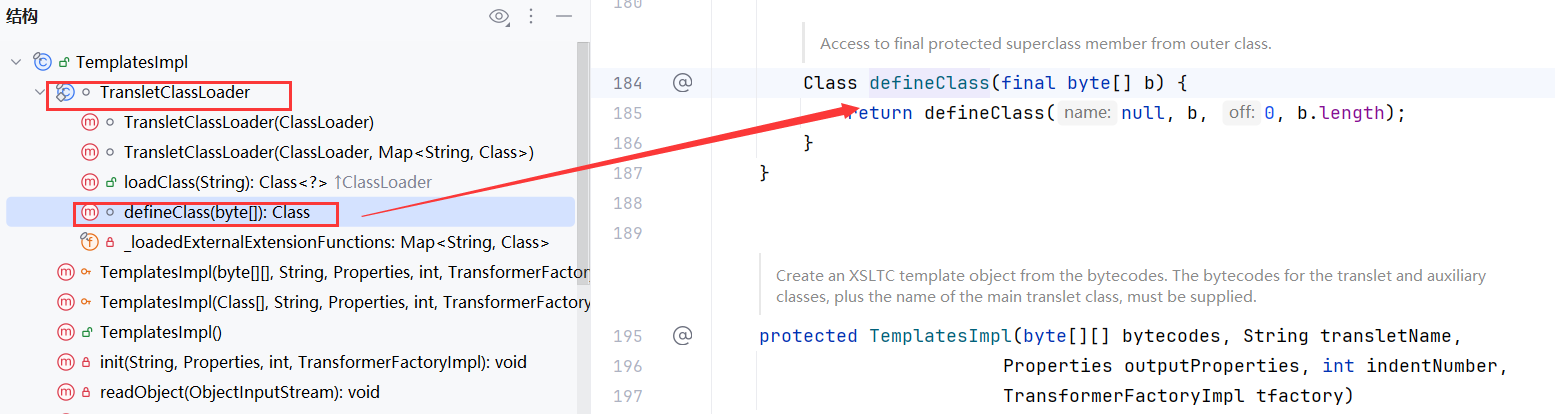 结构
TemplatesImpl
TransletClassLoader
TransletClassLoader(ClassLoader)
TransletClassLoader(ClassLoader, Map<String, Class>)
loadClass(String): Class<?> ↑ClassLoader
defineClass(byte[]): Class
_loadedExternalExtensionFunctions: Map<String, Class>
TemplatesImpl(byte[][], String, Properties, int, TransformerFactor
TemplatesImpl(Class[], String, Properties, int, TransformerFactory
TemplatesImpl()
init(String, Properties, int, TransformerFactoryImpl): void
readObject(ObjectInputStream): void
180
Access to final protected superclass member from outer class.
184 @ Class defineClass(final byte[] b) {
185 return defineClass( name: null, b, off: 0, b.length);
186 }
187 }
188
189
Create an XSLTC template object from the bytecodes. The bytecodes for the translet and auxiliary
classes, plus the name of the main translet class, must be supplied.
195 @ protected TemplatesImpl(byte[][] bytecodes, String transletName,
196 Properties outputProperties, int indentNumber,
197 TransformerFactoryImpl tfactory)